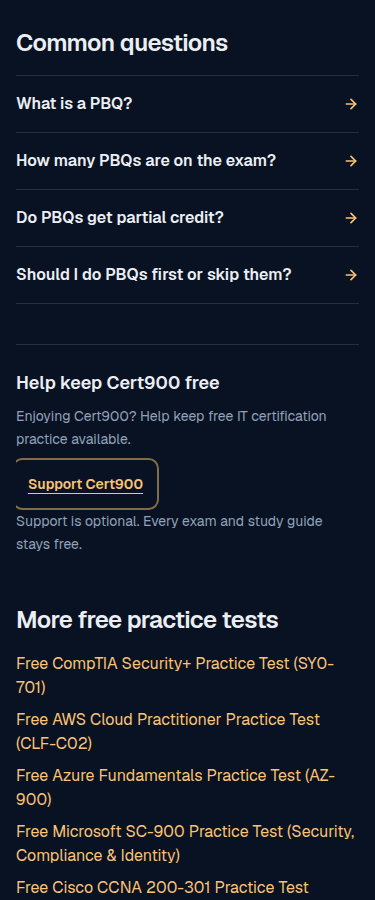 Common questions
What is a PBQ?
How many PBQs are on the exam?
Do PBQs get partial credit?
Should I do PBQs first or skip them?
Help keep Cert900 free
Enjoying Cert900? Help keep free IT certification
practice available.
Support Cert900
Support is optional. Every exam and study guide
stays free.
More free practice tests
Free CompTIA Security+ Practice Test (SY0-
701)
Free AWS Cloud Practitioner Practice Test
(CLF-C02)
Free Azure Fundamentals Practice Test (AZ-
900)
Free Microsoft SC-900 Practice Test (Security,
Compliance & Identity)
Free Cisco CCNA 200-301 Practice Test